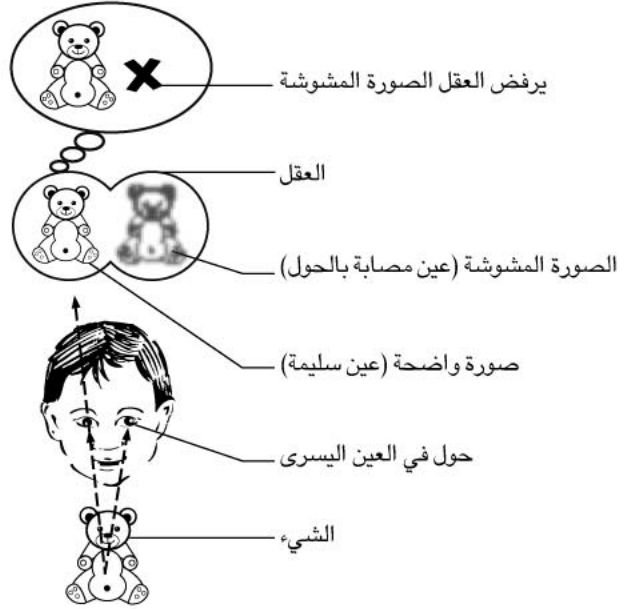 يرفض العقل الصورة المشوشة
العقل
الصورة المشوشة (عين مصابة بالحول)
صورة واضحة (عين سليمة)
حول في العين اليسرى
الشيء